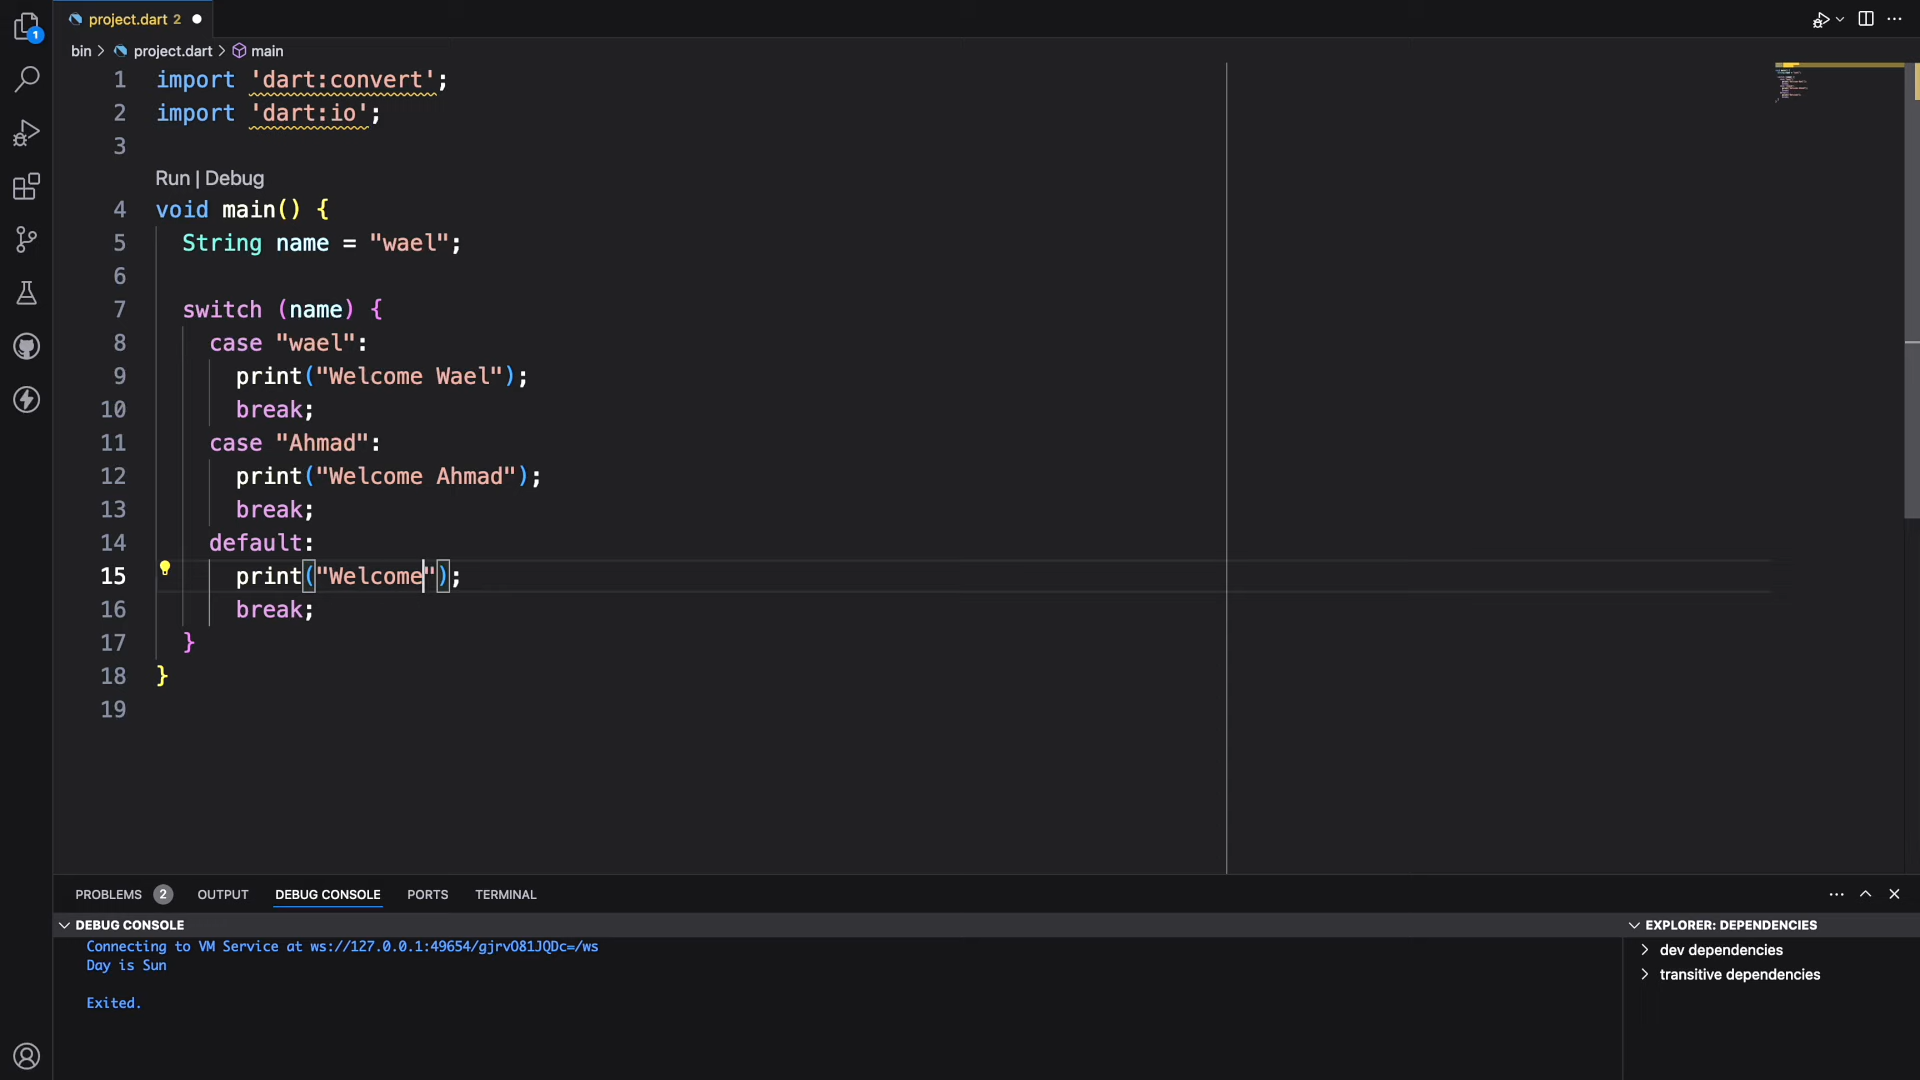 1
project.dart 2
bin > project.dart > main
1 import 'dart:convert';
2 import 'dart:io';
3
Run | Debug
4 void main() {
5 String name = "wael";
6
7 switch (name) {
8 case "wael":
9 print("Welcome Wael");
10 break;
11 case "Ahmad":
12 print("Welcome Ahmad");
13 break;
14 default:
15 print("Welcome");
16 break;
17 }
18 }
19
PROBLEMS 2 OUTPUT DEBUG CONSOLE PORTS TERMINAL
DEBUG CONSOLE
Connecting to VM Service at ws://127.0.0.1:49654/gjrvO81JQDc=/ws
Day is Sun
Exited.
EXPLORER: DEPENDENCIES
dev dependencies
transitive dependencies